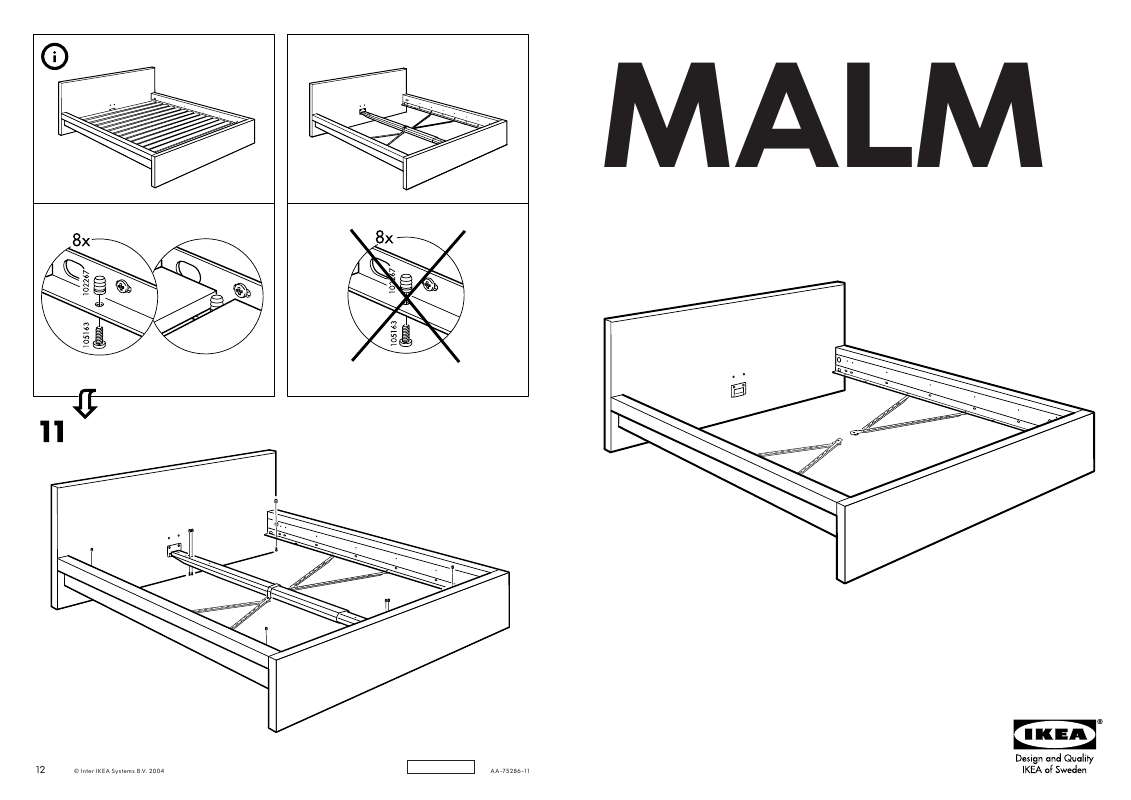 8x
102267
105163
8x
102267
105163
11
12
© Inter IKEA Systems B.V. 2004
AA-75286-11
MALM
IKEA®
Design and Quality
IKEA of Sweden